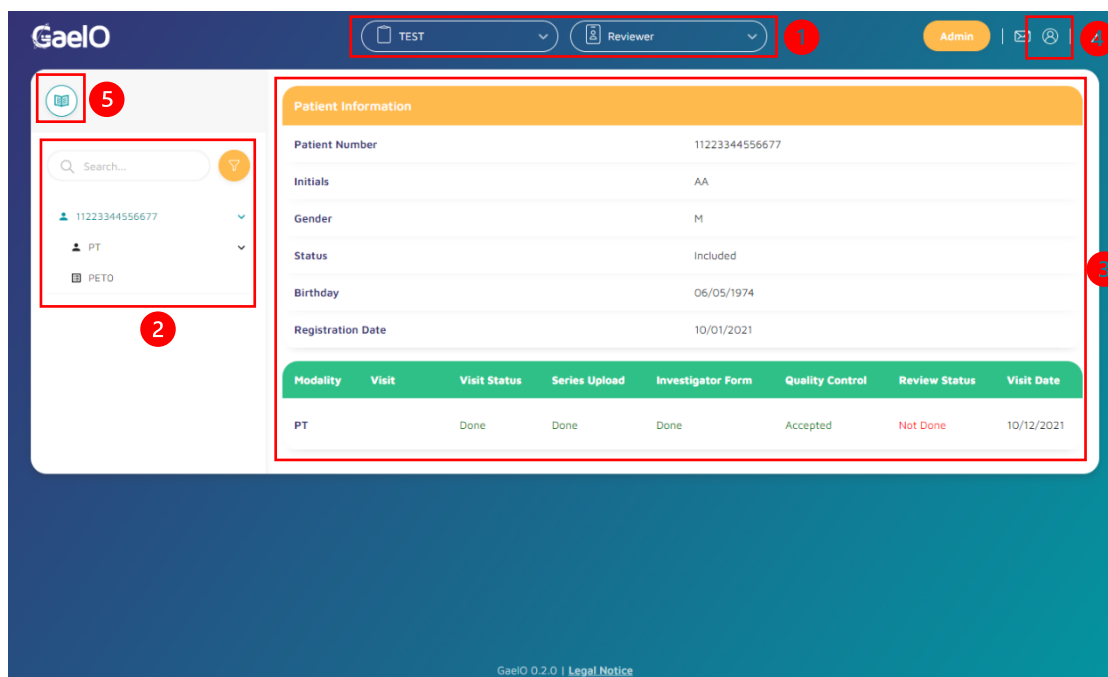 GaelO
TEST
Reviewer
1
Admin
4
5
Search...
11223344556677
PT
PET0
2
Patient Information
Patient Number 11223344556677
Initials AA
Gender M
Status Included
Birthday 06/05/1974
Registration Date 10/01/2021
3
Modality Visit Visit Status Series Upload Investigator Form Quality Control Review Status Visit Date
PT Done Done Done Accepted Not Done 10/12/2021
GaelO 0.2.0 | Legal Notice